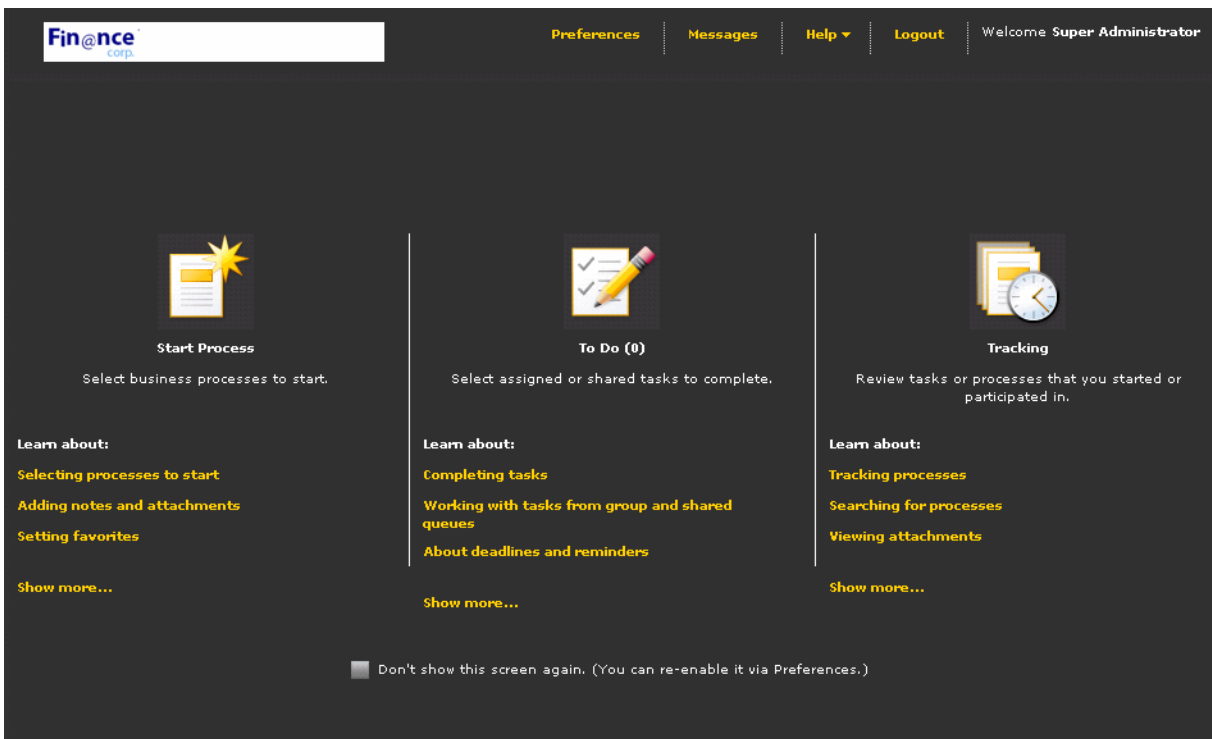 Fin@nce
corp.
Preferences
Messages
Help
Logout
Welcome Super Administrator
Start Process
Select business processes to start.
Learn about:
Selecting processes to start
Adding notes and attachments
Setting favorites
Show more...
To Do (0)
Select assigned or shared tasks to complete.
Learn about:
Completing tasks
Working with tasks from group and shared
queues
About deadlines and reminders
Show more...
Tracking
Review tasks or processes that you started or
participated in.
Learn about:
Tracking processes
Searching for processes
Viewing attachments
Show more...
Don't show this screen again. (You can re-enable it via Preferences.)